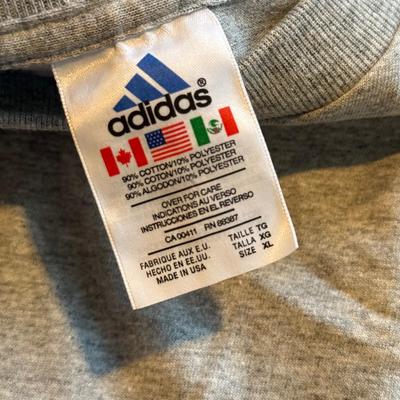 adidas®
90% COTTON/10% POLYESTER
90% COTON/10% POLYESTER
90% ALGODON/10% POLYESTER
OVER FOR CARE
INDICATIONS AU VERSO
INSTRUCCIONES EN EL REVERSO
CA 00411 RN 88387
FABRIQUE AUX E.U. TAILLE TG
HECHO EN EE.UU. TALLA XG
MADE IN USA SIZE XL